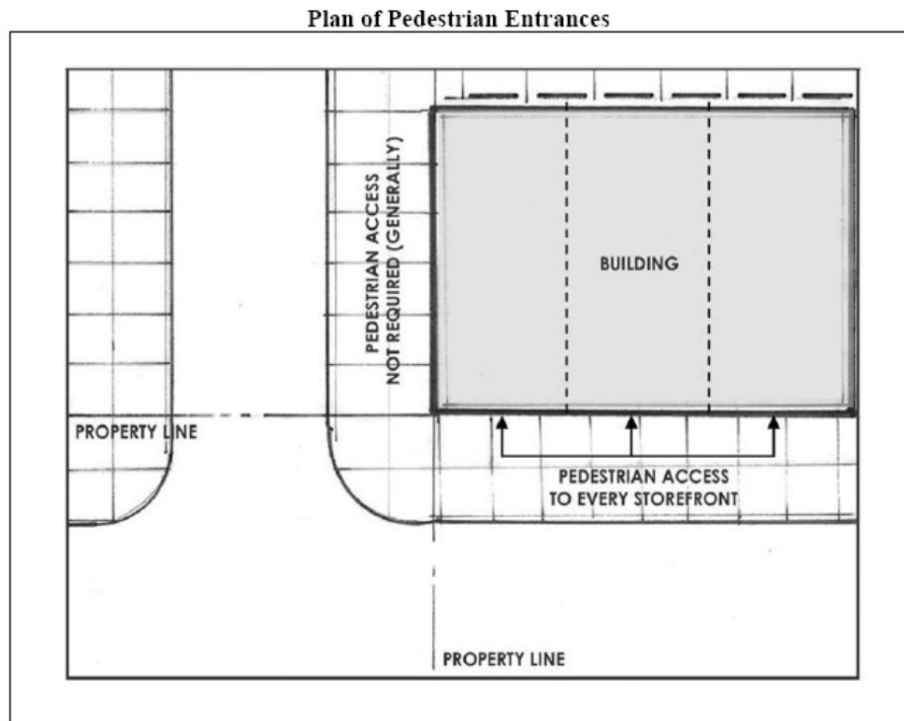 Plan of Pedestrian Entrances
PEDESTRIAN ACCESS
NOT REQUIRED (GENERALLY)
BUILDING
PROPERTY LINE
PEDESTRIAN ACCESS
TO EVERY STOREFRONT
PROPERTY LINE